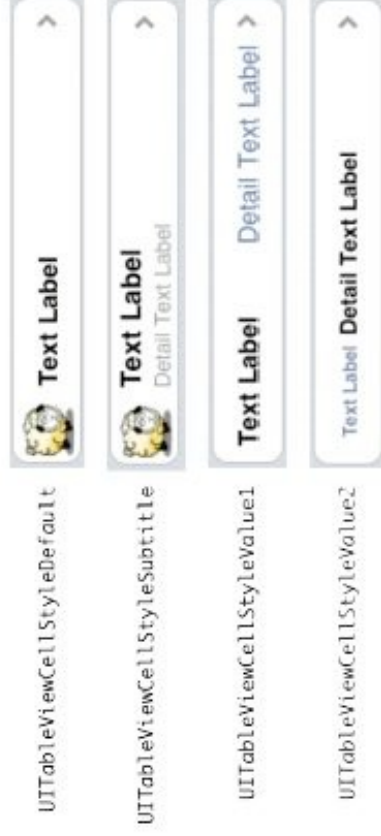 UITableViewCellStyleDefault
Text Label
UITableViewCellStyleSubtitle
Text Label
Detail Text Label
UITableViewCellStyleValue1
Text Label Detail Text Label
UITableViewCellStyleValue2
Text Label Detail Text Label